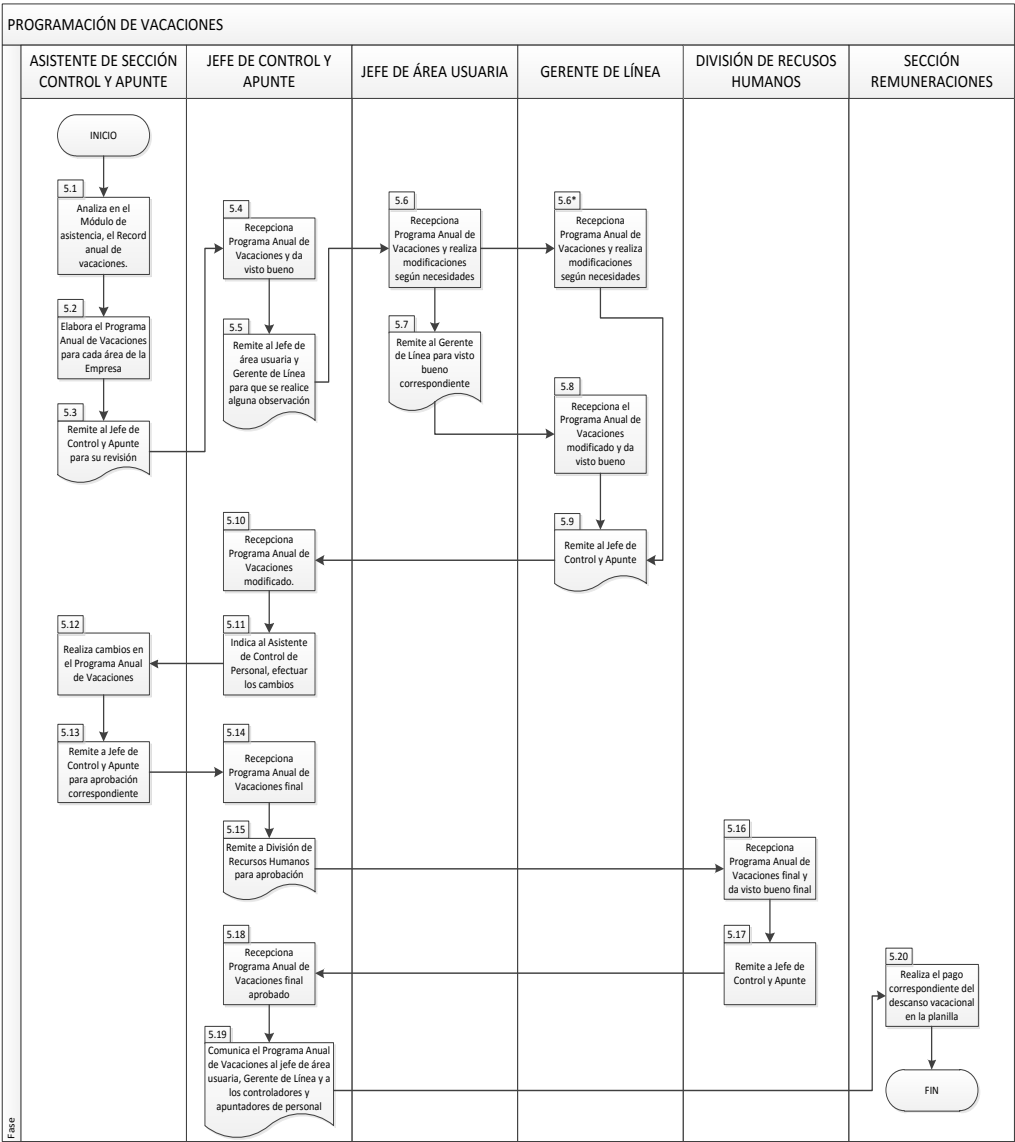 PROGRAMACIÓN DE VACACIONES
ASISTENTE DE SECCIÓN
CONTROL Y APUNTE
JEFE DE CONTROL Y
APUNTE
JEFE DE ÁREA USUARIA
GERENTE DE LÍNEA
DIVISIÓN DE RECUSOS
HUMANOS
SECCIÓN
REMUNERACIONES
INICIO
5.1
Analiza en el
Módulo de
asistencia, el Record
anual de
vacaciones.
5.2
Elabora el Programa
Anual de Vacaciones
para cada área de la
Empresa
5.3
Remite al Jefe de
Control y Apunte
para su revisión
5.4
Recepciona
Programa Anual de
Vacaciones y da
visto bueno
5.5
Remite al Jefe de
área usuaria y
Gerente de Línea
para que se realice
alguna observación
5.6
Recepciona
Programa Anual de
Vacaciones y realiza
modificaciones
según necesidades
5.6*
Recepciona
Programa Anual de
Vacaciones y realiza
modificaciones
según necesidades
5.7
Remite al Gerente
de Línea para visto
bueno
correspondiente
5.8
Recepciona el
Programa Anual de
Vacaciones
modificado y da
visto bueno
5.9
Remite al Jefe de
Control y Apunte
5.10
Recepciona
Programa Anual de
Vacaciones
modificado.
5.11
Indica al Asistente
de Control de
Personal, efectuar
los cambios
5.12
Realiza cambios en
el Programa Anual
de Vacaciones
5.13
Remite a Jefe de
Control y Apunte
para aprobación
correspondiente
5.14
Recepciona
Programa Anual de
Vacaciones final
5.15
Remite a División de
Recursos Humanos
para aprobación
5.16
Recepciona
Programa Anual de
Vacaciones final y
da visto bueno final
5.17
Remite a Jefe de
Control y Apunte
5.18
Recepciona
Programa Anual de
Vacaciones final
aprobado
5.19
Comunica el Programa Anual
de Vacaciones al jefe de área
usuaria, Gerente de Línea y a
los controladores y
apuntadores de personal
5.20
Realiza el pago
correspondiente del
descanso vacacional
en la planilla
FIN
Fase